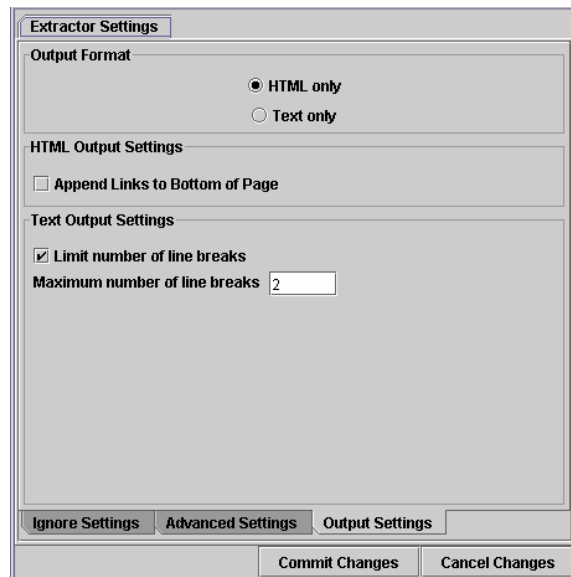 Extractor Settings
Output Format
HTML only
Text only
HTML Output Settings
Append Links to Bottom of Page
Text Output Settings
Limit number of line breaks
Maximum number of line breaks 2
Ignore Settings Advanced Settings Output Settings
Commit Changes Cancel Changes